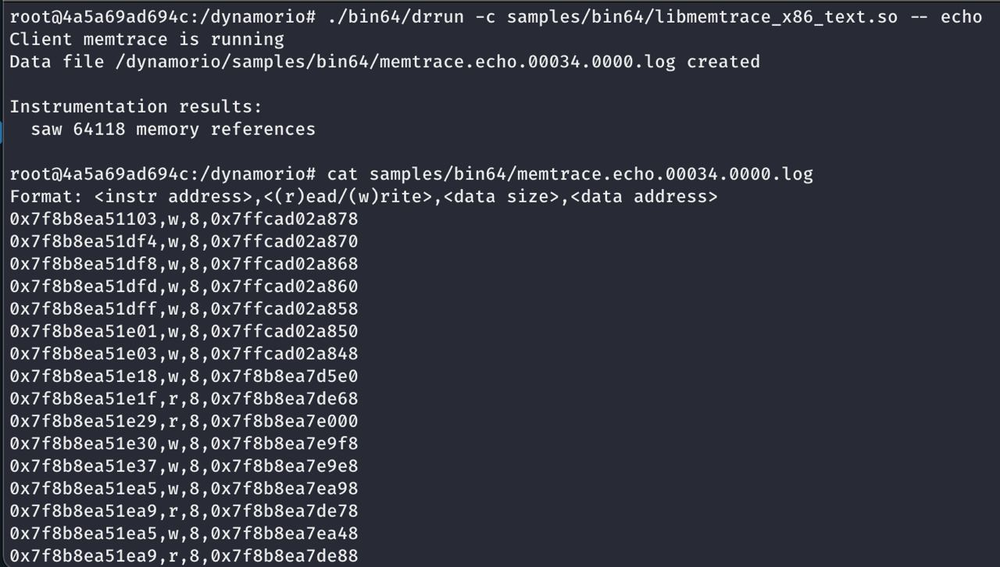 root@4a5a69ad694c:/dynamorio# ./bin64/drrun -c samples/bin64/libmemtrace_x86_text.so -- echo
Client memtrace is running
Data file /dynamorio/samples/bin64/memtrace.echo.00034.0000.log created
Instrumentation results:
  saw 64118 memory references
root@4a5a69ad694c:/dynamorio# cat samples/bin64/memtrace.echo.00034.0000.log
Format: <instr address>,<(r)ead/(w)rite>,<data size>,<data address>
0x7f8b8ea51103,w,8,0x7ffcad02a878
0x7f8b8ea51df4,w,8,0x7ffcad02a870
0x7f8b8ea51df8,w,8,0x7ffcad02a868
0x7f8b8ea51dfd,w,8,0x7ffcad02a860
0x7f8b8ea51dff,w,8,0x7ffcad02a858
0x7f8b8ea51e01,w,8,0x7ffcad02a850
0x7f8b8ea51e03,w,8,0x7ffcad02a848
0x7f8b8ea51e18,w,8,0x7f8b8ea7d5e0
0x7f8b8ea51e1f,r,8,0x7f8b8ea7de68
0x7f8b8ea51e29,r,8,0x7f8b8ea7e000
0x7f8b8ea51e30,w,8,0x7f8b8ea7e9f8
0x7f8b8ea51e37,w,8,0x7f8b8ea7e9e8
0x7f8b8ea51ea5,w,8,0x7f8b8ea7ea98
0x7f8b8ea51ea9,r,8,0x7f8b8ea7de78
0x7f8b8ea51ea5,w,8,0x7f8b8ea7ea48
0x7f8b8ea51ea9,r,8,0x7f8b8ea7de88